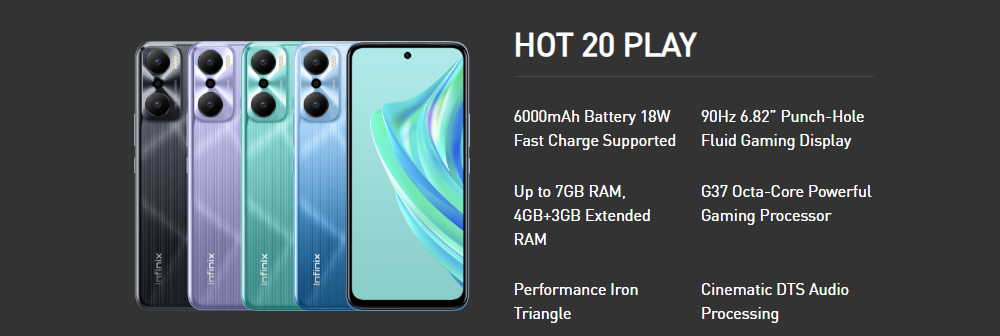 HOT 20 PLAY
6000mAh Battery 18W
Fast Charge Supported
90Hz 6.82” Punch-Hole
Fluid Gaming Display
Up to 7GB RAM,
4GB+3GB Extended
RAM
G37 Octa-Core Powerful
Gaming Processor
Performance Iron
Triangle
Cinematic DTS Audio
Processing
Infinix
Infinix
Infinix
Infinix